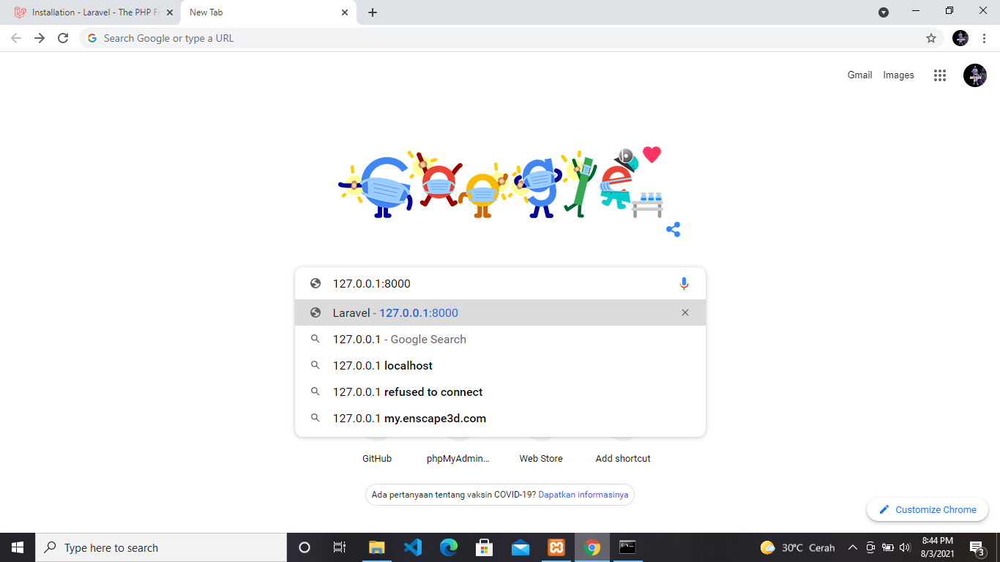 Installation - Laravel - The PHP Fr
New Tab
Search Google or type a URL
Gmail
Images
Google
127.0.0.1:8000
Laravel - 127.0.0.1:8000
127.0.0.1 - Google Search
127.0.0.1 localhost
127.0.0.1 refused to connect
127.0.0.1 my.enscape3d.com
GitHub
phpMyAdmin...
Web Store
Add shortcut
Ada pertanyaan tentang vaksin COVID-19? Dapatkan informasinya
Customize Chrome
Type here to search
30°C Cerah
8:44 PM
8/3/2021
3